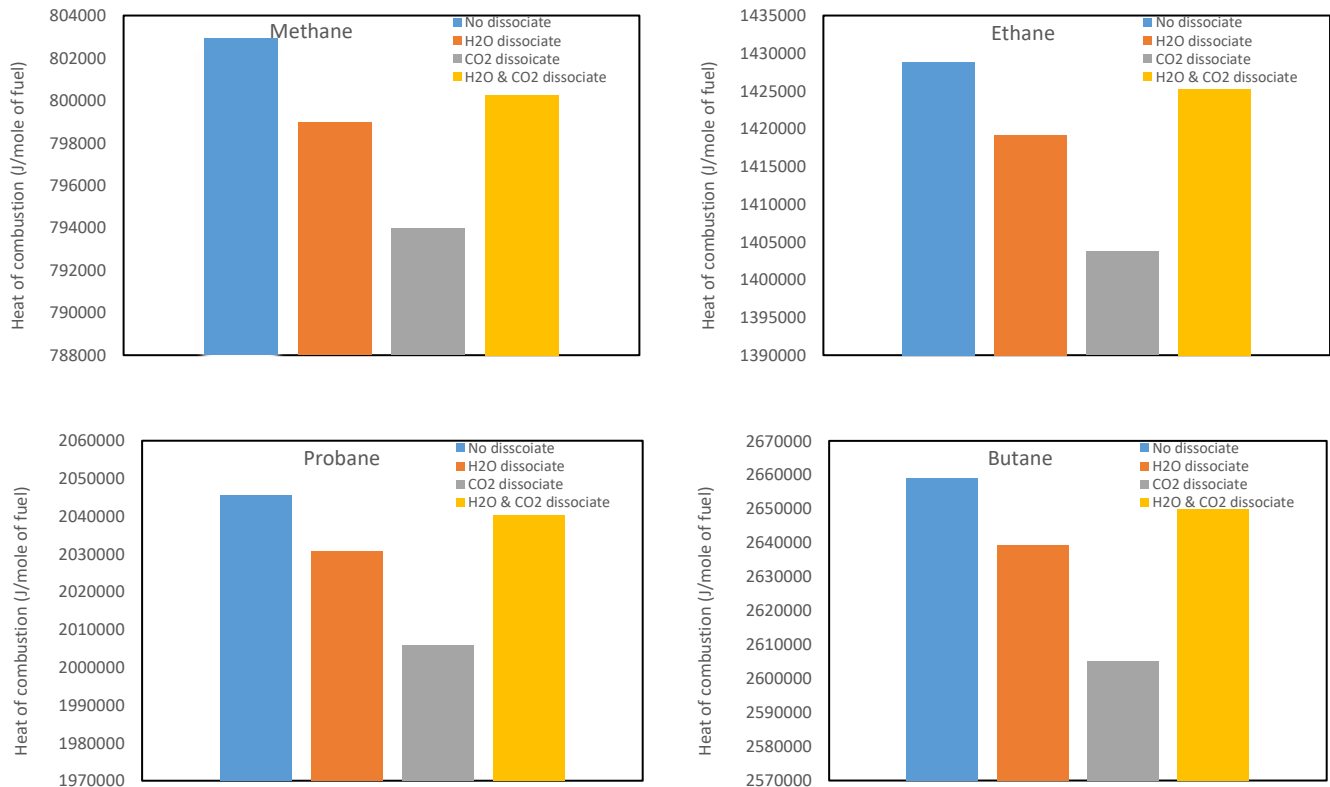 Heat of combustion (J/mole of fuel)
804000
802000
800000
798000
796000
794000
792000
790000
788000
Methane
No dissociate
H2O dissociate
CO2 dissoicate
H2O & CO2 dissociate
Heat of combustion (J/mole of fuel)
1435000
1430000
1425000
1420000
1415000
1410000
1405000
1400000
1395000
1390000
Ethane
No dissociate
H2O dissociate
CO2 dissociate
H2O & CO2 dissociate
Heat of combustion (J/mole of fuel)
2060000
2050000
2040000
2030000
2020000
2010000
2000000
1990000
1980000
1970000
Probane
No disscoiate
H2O dissociate
CO2 dissociate
H2O & CO2 dissociate
Heat of combustion (J/mole of fuel)
2670000
2660000
2650000
2640000
2630000
2620000
2610000
2600000
2590000
2580000
2570000
Butane
No dissociate
H2O dissociate
CO2 dissociate
H2O & CO2 dissociate